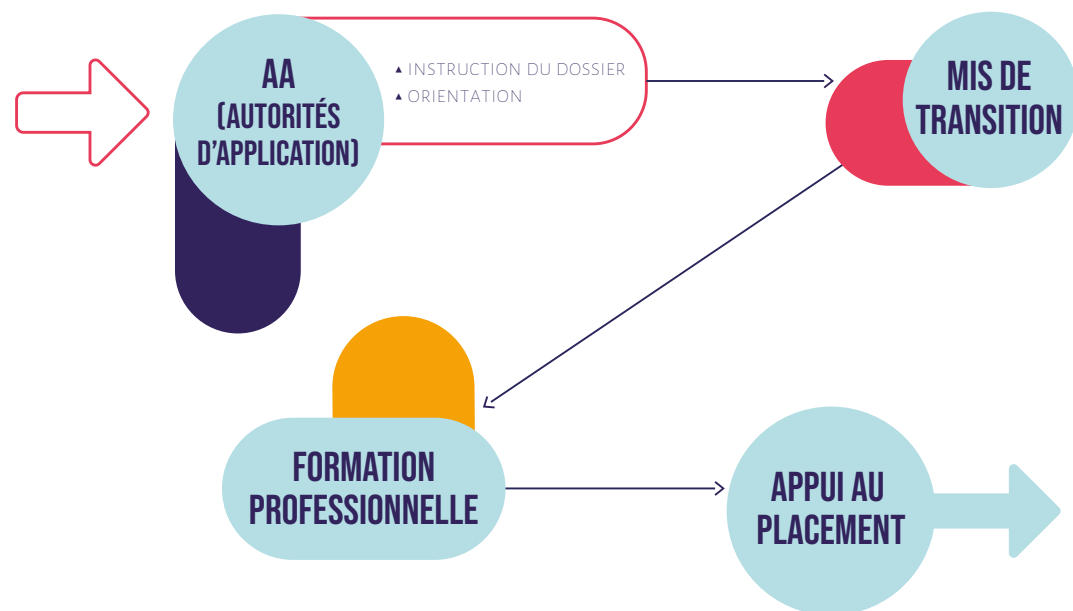 AA
(AUTORITÉS
D'APPLICATION)
▲ INSTRUCTION DU DOSSIER
▲ ORIENTATION
MIS DE
TRANSITION
FORMATION
PROFESSIONNELLE
APPUI AU
PLACEMENT